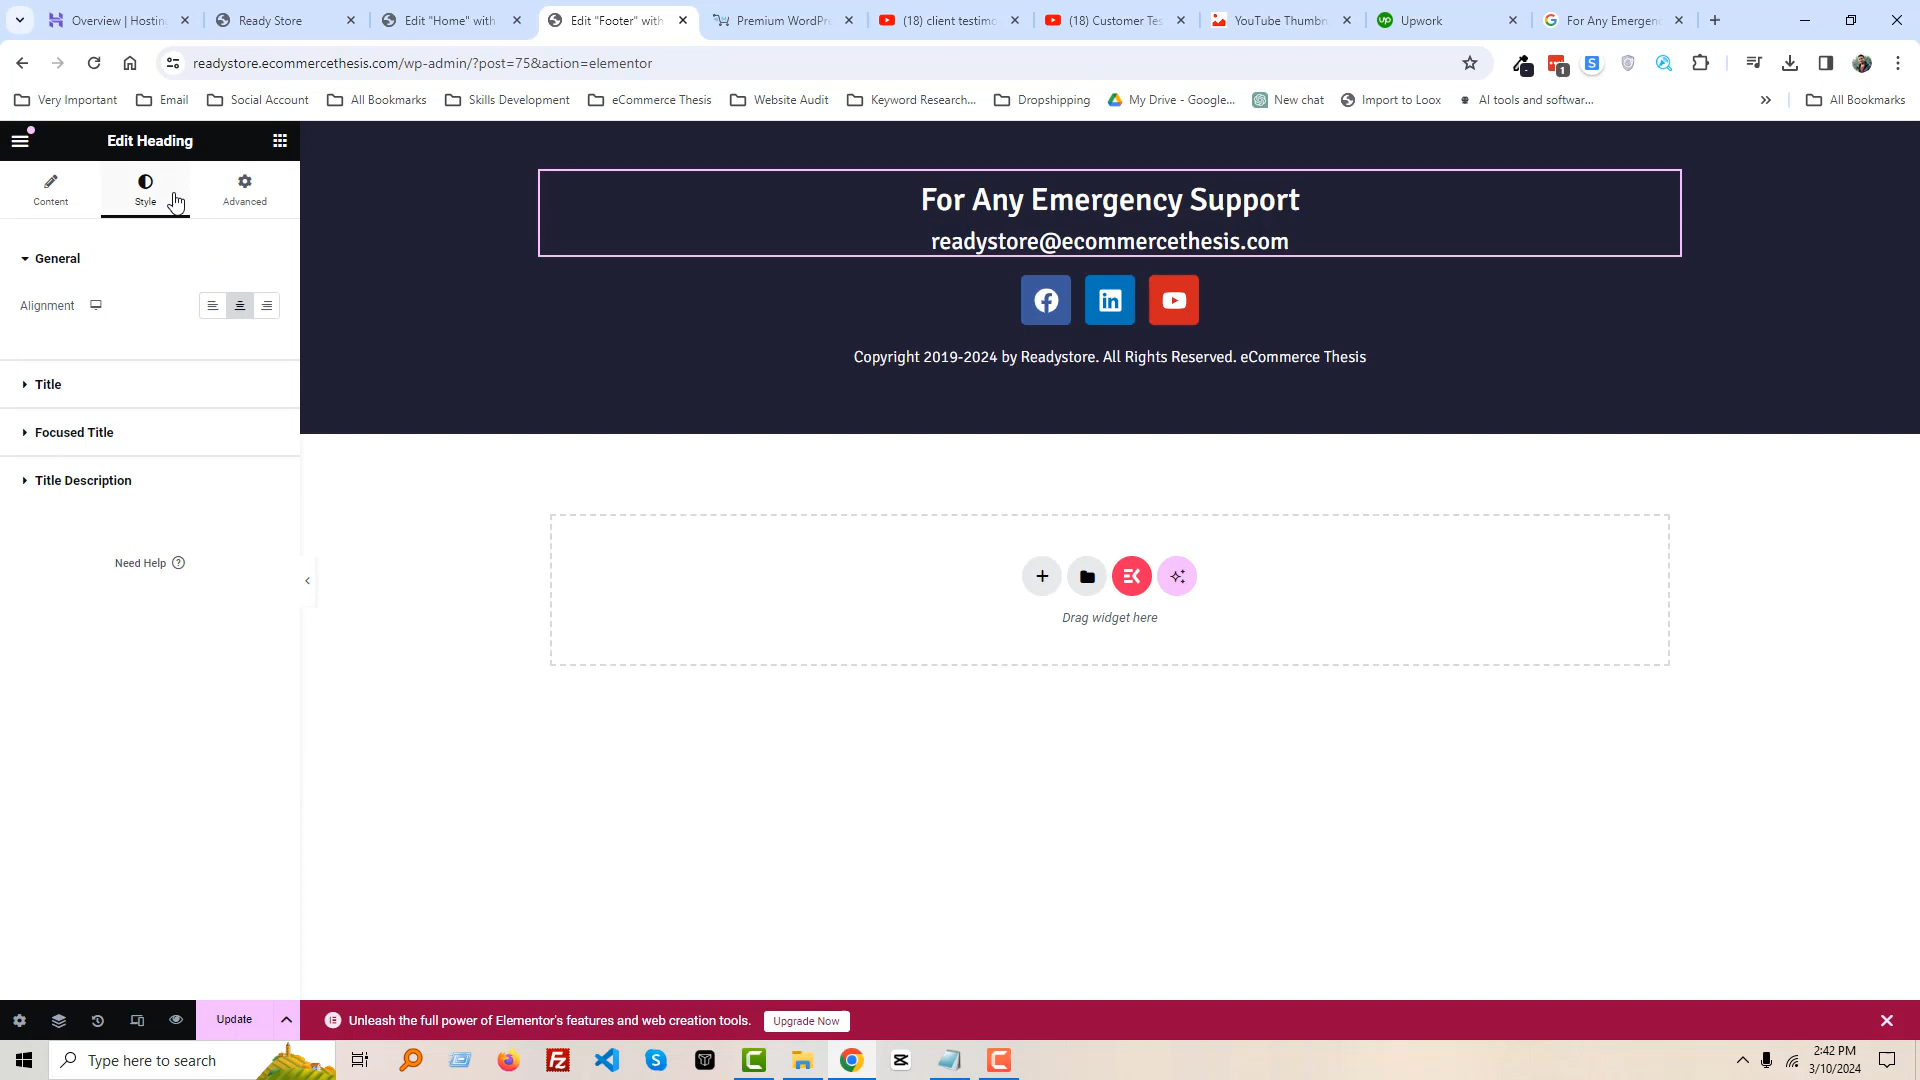 Overview | Hostin
Ready Store
Edit "Home" with
Edit "Footer" with
Premium WordPr
(18) client testimo
(18) Customer Tes
YouTube Thumbn
Upwork
For Any Emergenc
readystore.ecommercethesis.com/wp-admin/?post=75&action=elementor
1
Very Important
Email
Social Account
All Bookmarks
Skills Development
eCommerce Thesis
Website Audit
Keyword Research...
Dropshipping
My Drive - Google...
New chat
Import to Loox
AI tools and softwar...
All Bookmarks
Edit Heading
Content
Style
Advanced
General
Alignment
Title
Focused Title
Title Description
Need Help
For Any Emergency Support
readystore@ecommercethesis.com
Copyright 2019-2024 by Readystore. All Rights Reserved. eCommerce Thesis
Drag widget here
Update
Unleash the full power of Elementor's features and web creation tools.
Upgrade Now
Type here to search
2:42 PM
3/10/2024